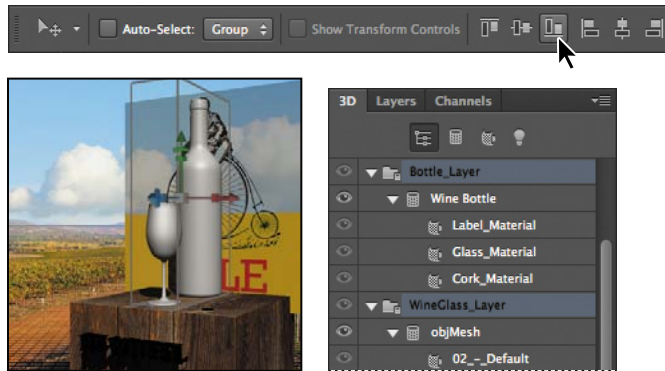 Auto-Select: Group Show Transform Controls
LE
3D Layers Channels
Bottle_Layer
Wine Bottle
Label_Material
Glass_Material
Cork_Material
WineGlass_Layer
objMesh
02_-_Default